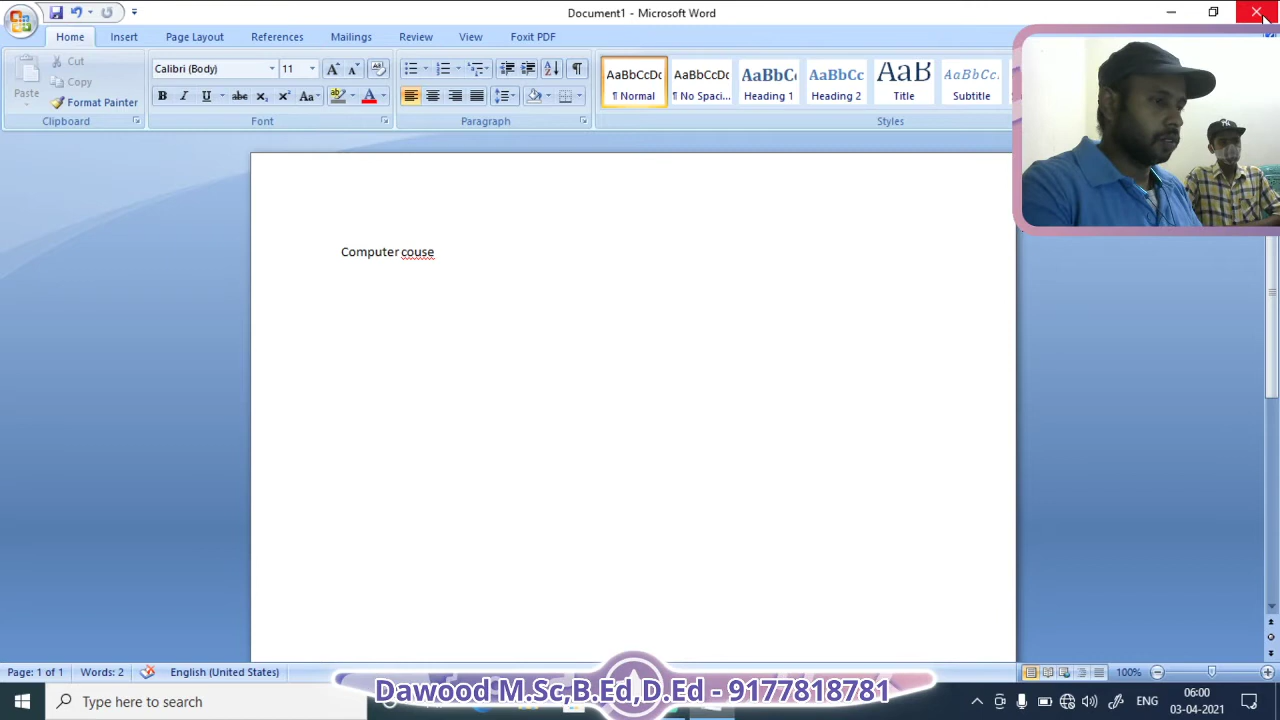 Document1 - Microsoft Word
Home Insert Page Layout References Mailings Review View Foxit PDF
Paste
Cut
Copy
Format Painter
Clipboard
Calibri (Body) 11
Font
Paragraph
AaBbCcDc AaBbCcDc AaBbC AaBbCc AaB AaBbCc.
¶ Normal ¶ No Spaci... Heading 1 Heading 2 Title Subtitle
Styles
Computer couse
Page: 1 of 1 Words: 2 English (United States) 100%
Dawood M.Sc,B.Ed,D.Ed - 9177818781
Type here to search
ENG
06:00
03-04-2021